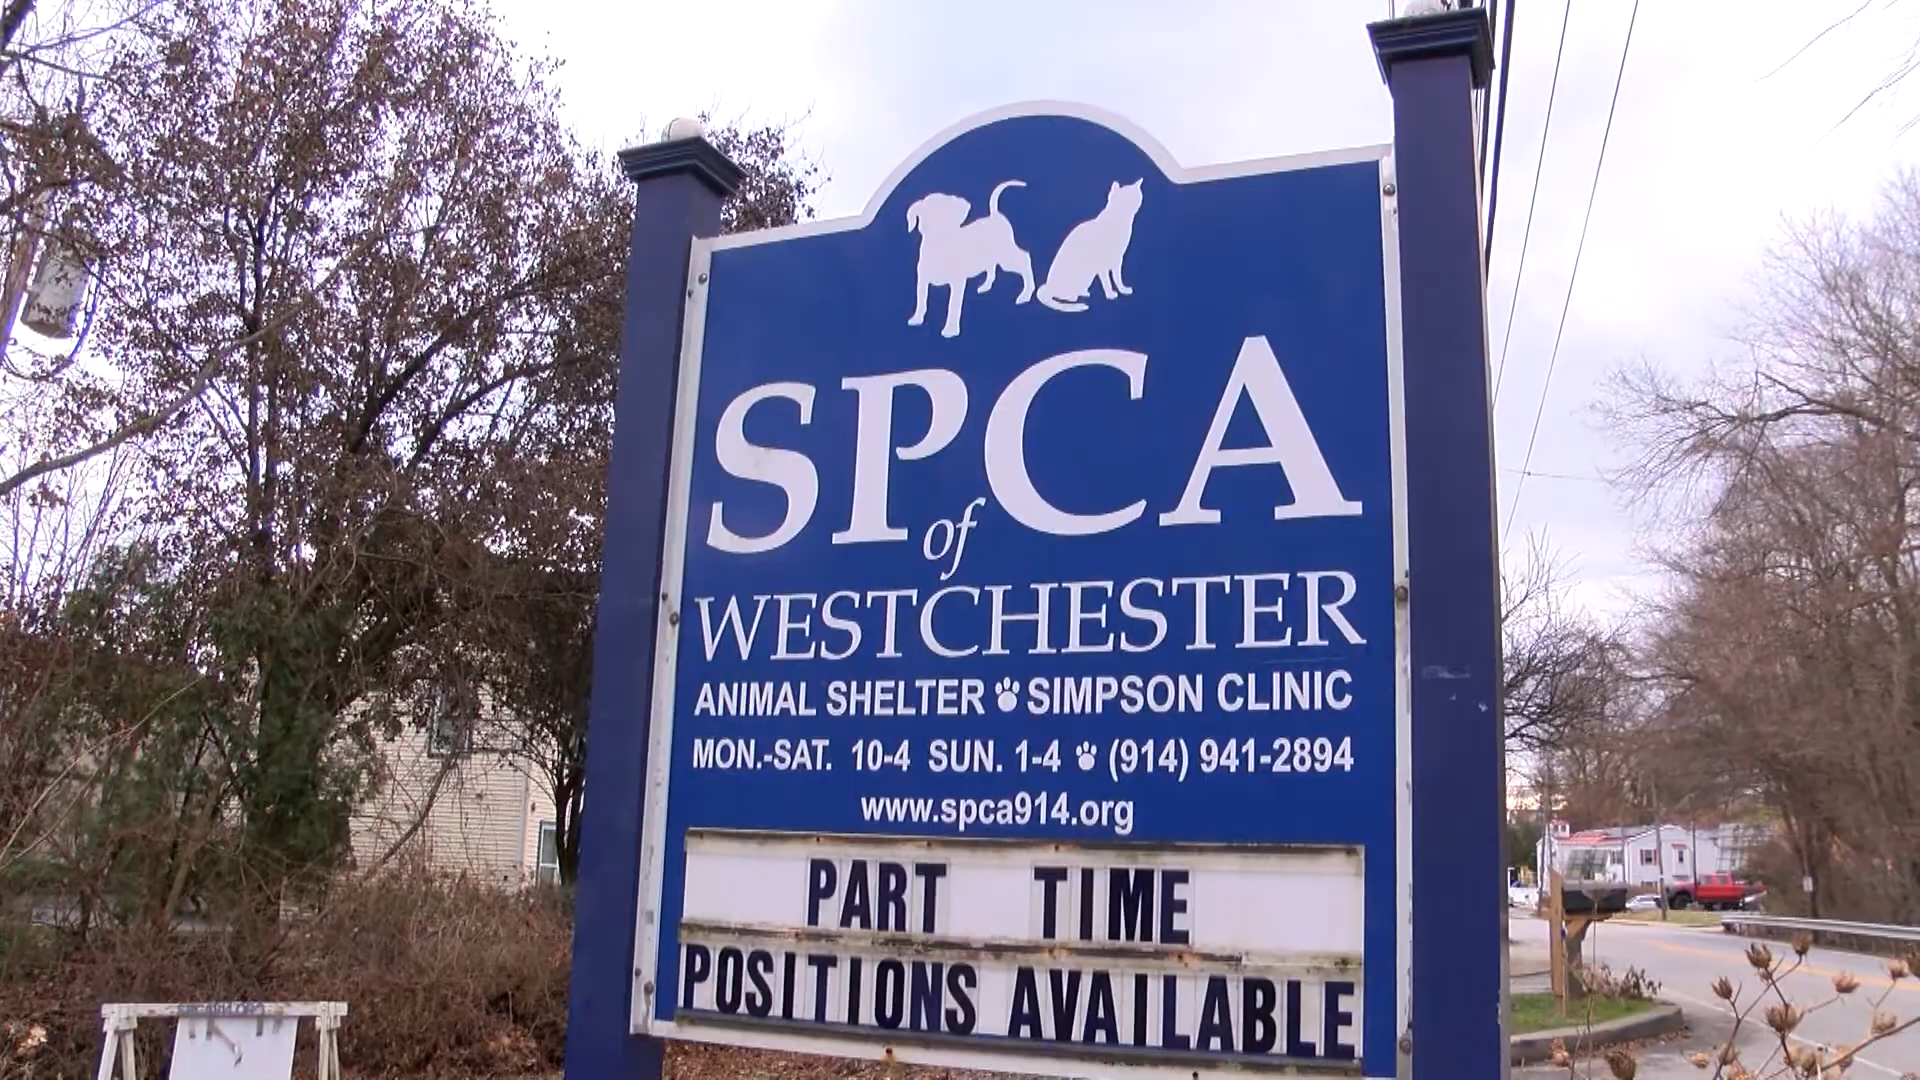 SPCA
of
WESTCHESTER
ANIMAL SHELTER SIMPSON CLINIC
MON.-SAT. 10-4 SUN. 1-4 (914) 941-2894
www.spca914.org
PART TIME
POSITIONS AVAILABLE